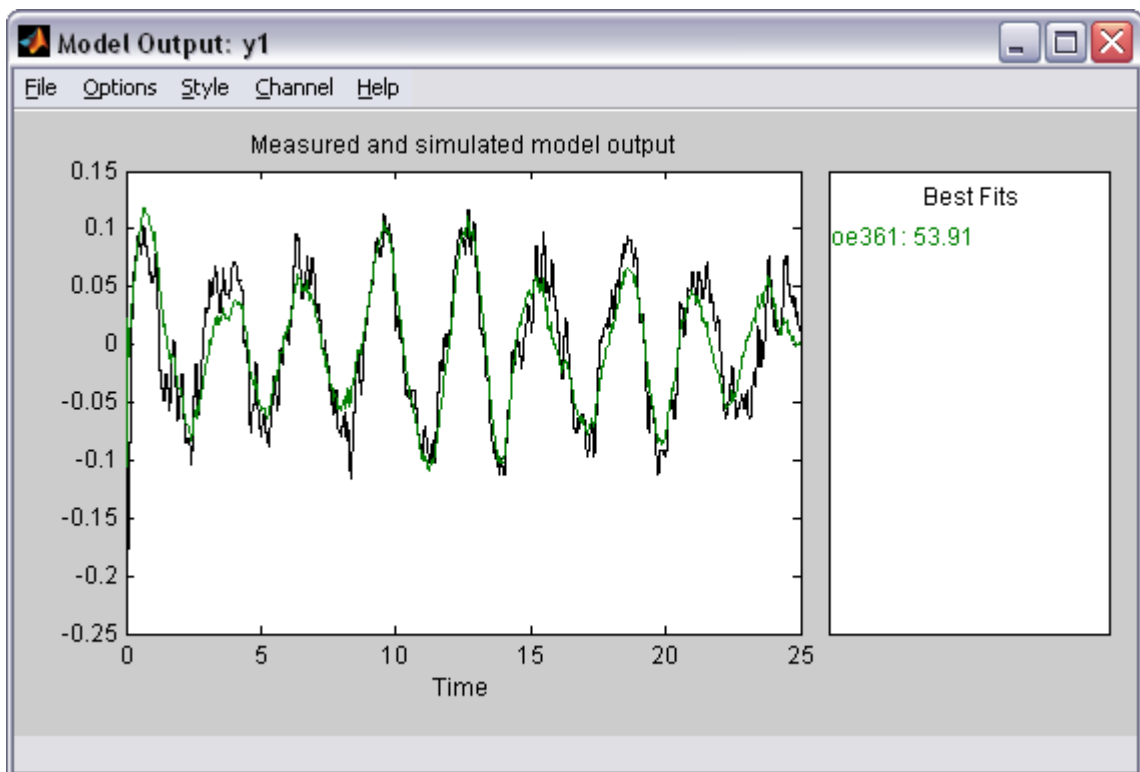 Model Output: y1
File Options Style Channel Help
Measured and simulated model output
0.15
0.1
0.05
0
-0.05
-0.1
-0.15
-0.2
-0.25
0 5 10 15 20 25
Time
Best Fits
oe361: 53.91